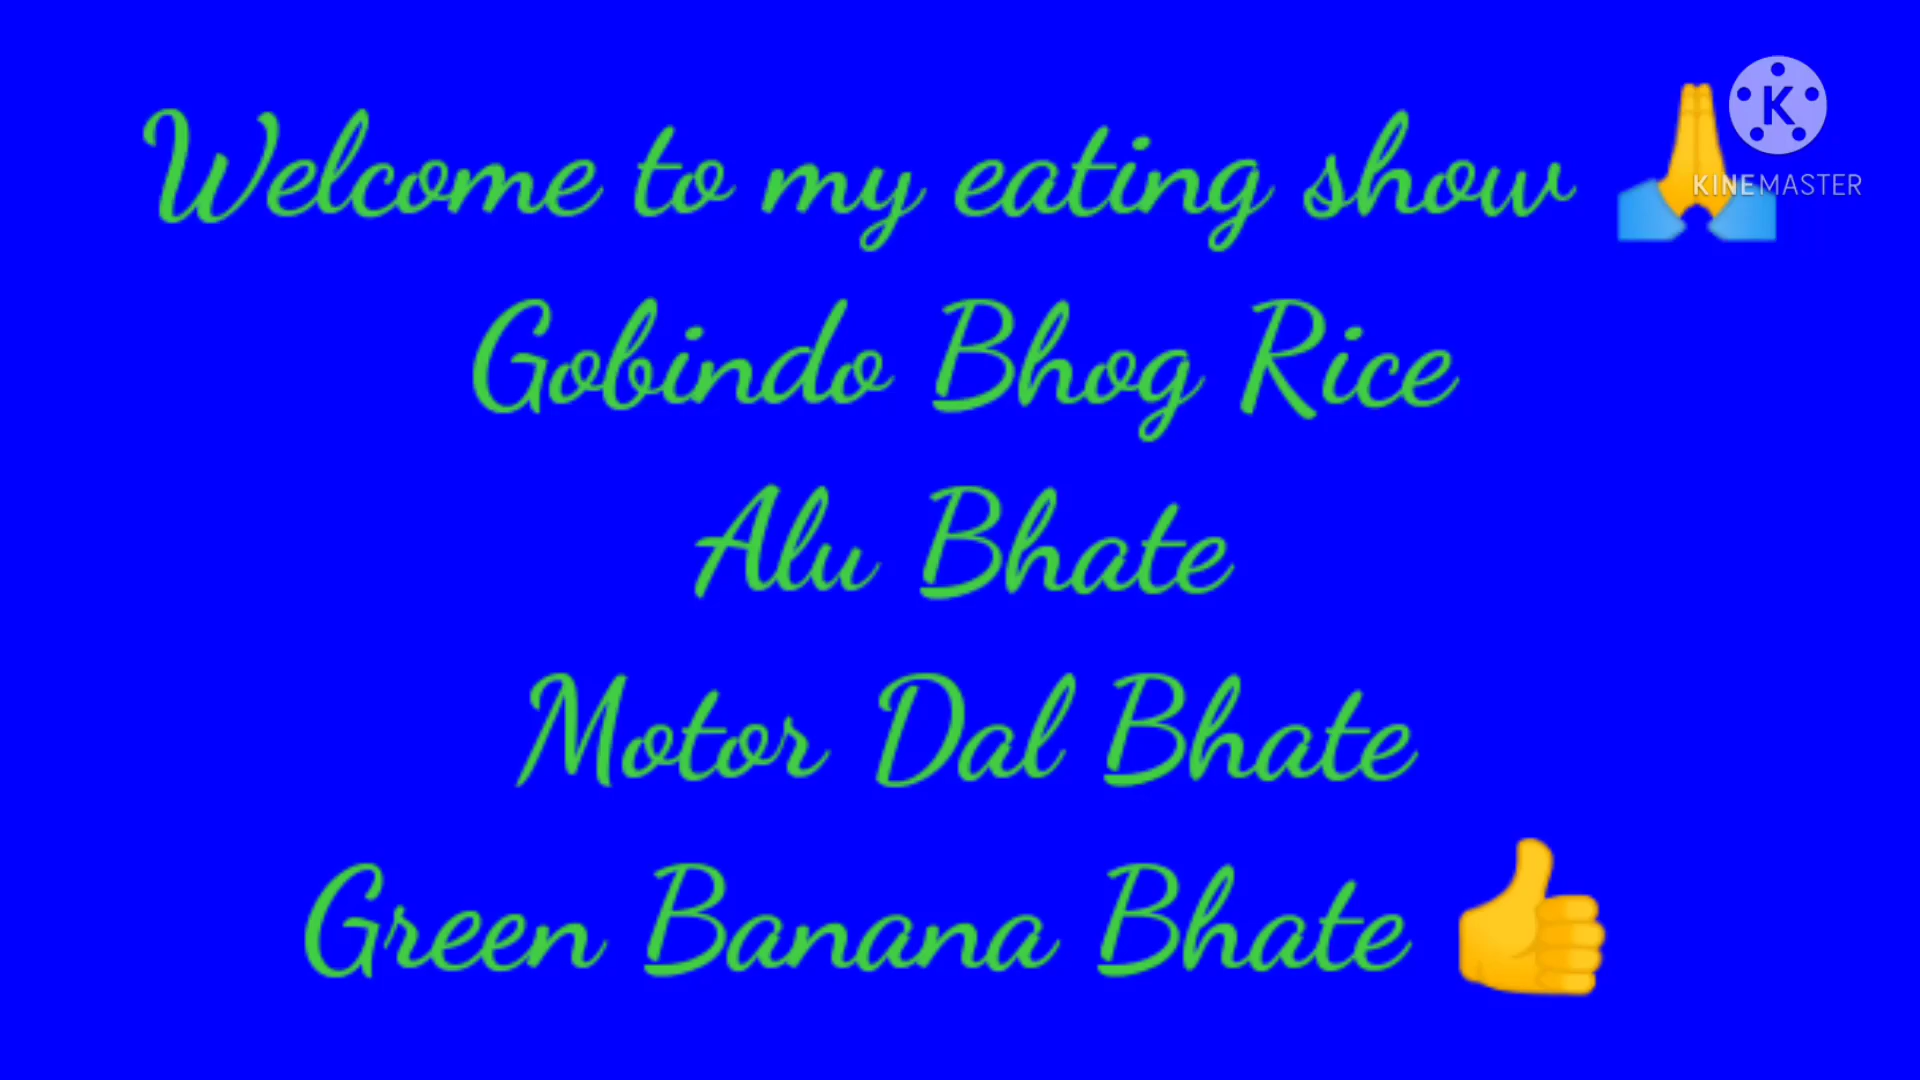 Welcome to my eating show 🙏
K
KINEMASTER
Gobindo Bhog Rice
Alu Bhate
Motor Dal Bhate
Green Banana Bhate 👍